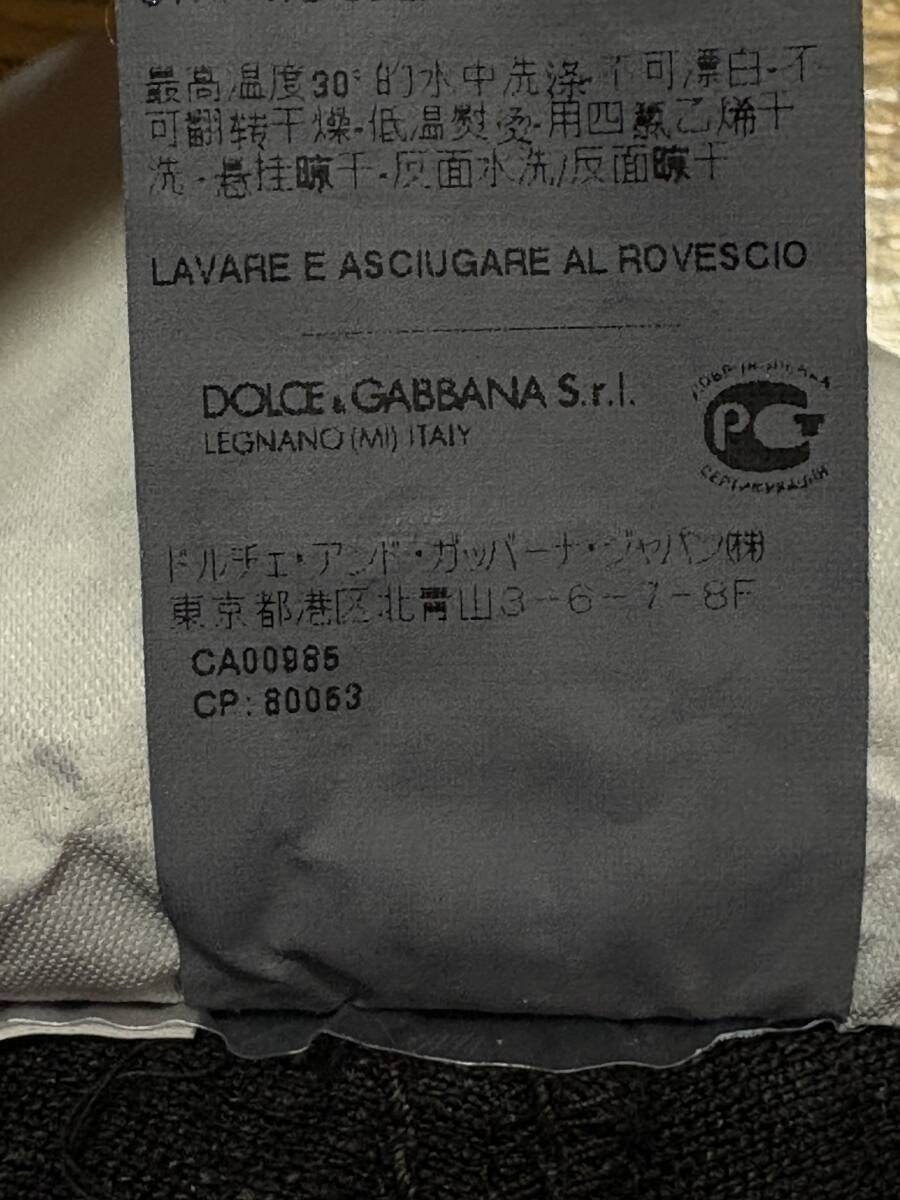 最高温度30°的水中洗涤-不可漂白-不
可翻转干燥-低温熨烫-用四氯乙烯干
洗-悬挂晾干-反面水洗/反面晾干
LAVARE E ASCIUGARE AL ROVESCIO
DOLCE & GABBANA S.r.l.
LEGNANO (MI) ITALY
PCT
ドルチェ・アンド・ガッバーナ・ジャパン㈱
東京都港区北青山3-6-7-8F
CA00985
CP: 80053